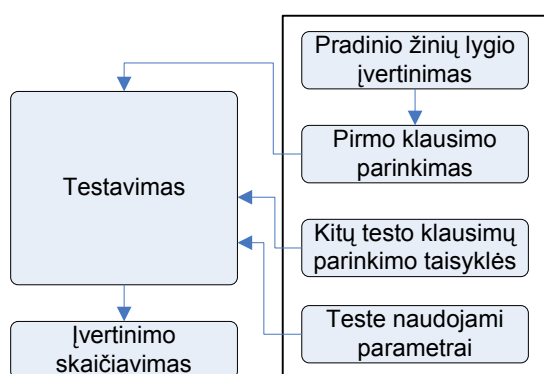 Pradinio žinių lygio
įvertinimas
Pirmo klausimo
parinkimas
Testavimas
Kitų testo klausimų
parinkimo taisyklės
Teste naudojami
parametrai
Įvertinimo
skaičiavimas